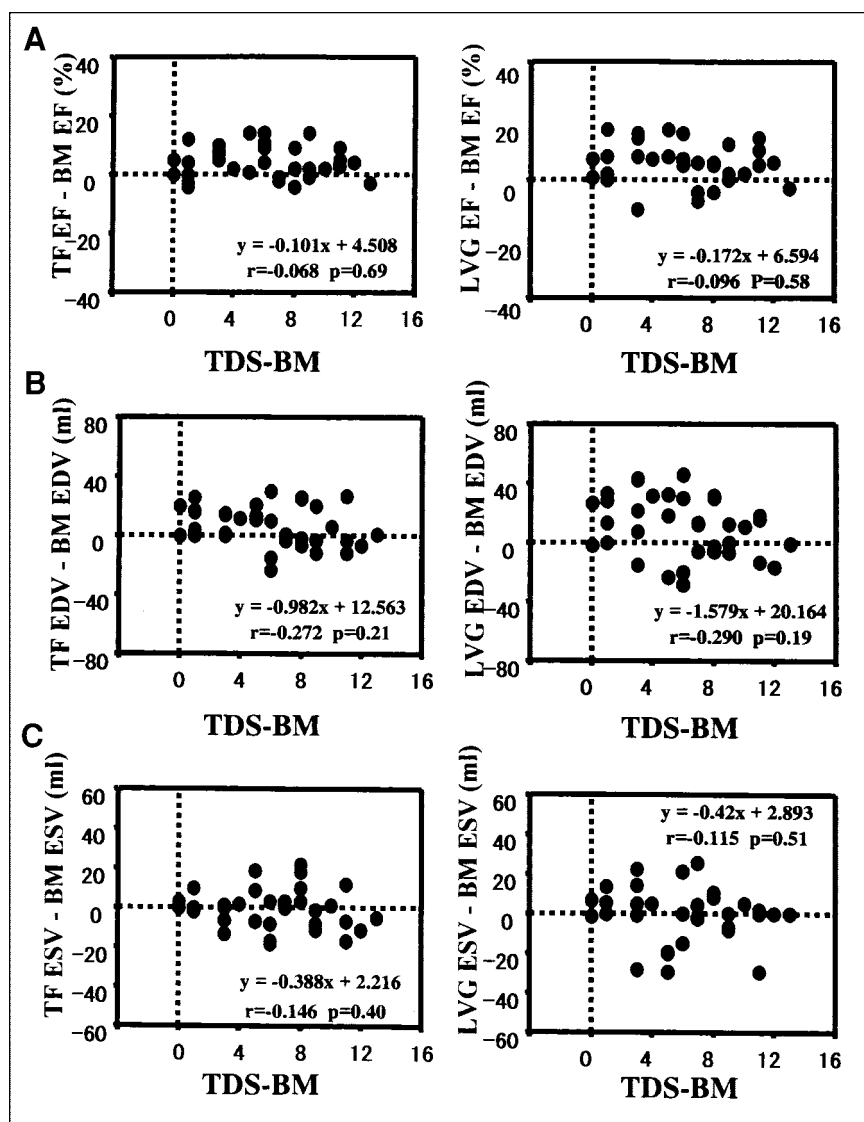 A
TF EF - BM EF (%)
40
20
0
−20
−40
y = -0.101x + 4.508
r=-0.068 p=0.69
0 4 8 12 16
TDS-BM
LVG EF - BM EF (%)
40
20
0
−20
−40
y = -0.172x + 6.594
r=-0.096 P=0.58
0 4 8 12 16
TDS-BM
B
TF EDV - BM EDV (ml)
80
40
0
−40
−80
y = -0.982x + 12.563
r=-0.272 p=0.21
0 4 8 12 16
TDS-BM
LVG EDV - BM EDV (ml)
80
40
0
−40
−80
y = -1.579x + 20.164
r=-0.290 p=0.19
0 4 8 12 16
TDS-BM
C
TF ESV - BM ESV (ml)
60
40
20
0
−20
−40
−60
y = -0.388x + 2.216
r=-0.146 p=0.40
0 4 8 12 16
TDS-BM
LVG ESV - BM ESV (ml)
60
40
20
0
−20
−40
−60
y = -0.42x + 2.893
r=-0.115 p=0.51
0 4 8 12 16
TDS-BM